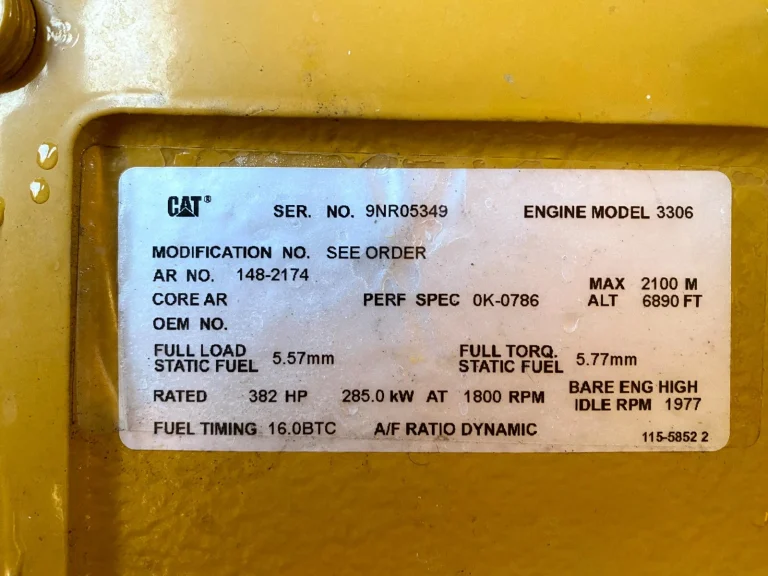 CAT® SER. NO. 9NR05349 ENGINE MODEL 3306
MODIFICATION NO. SEE ORDER
AR NO. 148-2174
MAX 2100 M
CORE AR PERF SPEC 0K-0786 ALT 6890 FT
OEM NO.
FULL LOAD
STATIC FUEL 5.57mm
FULL TORQ.
STATIC FUEL 5.77mm
RATED 382 HP 285.0 kW AT 1800 RPM
BARE ENG HIGH
IDLE RPM 1977
FUEL TIMING 16.0BTC A/F RATIO DYNAMIC
115-5852 2